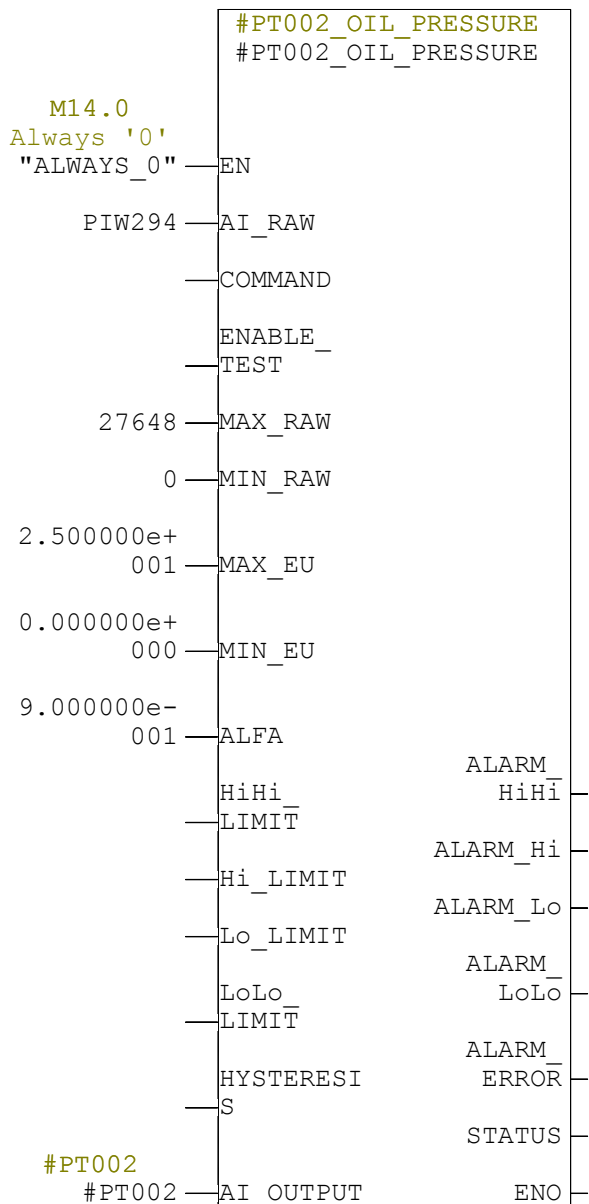 #PT002_OIL_PRESSURE
#PT002_OIL_PRESSURE
M14.0
Always '0'
"ALWAYS_0" EN
PIW294 AI_RAW
COMMAND
ENABLE_
TEST
27648 MAX_RAW
0 MIN_RAW
2.500000e+
001 MAX_EU
0.000000e+
000 MIN_EU
9.000000e-
001 ALFA
ALARM_
HiHi_ HiHi
LIMIT
ALARM_Hi
Hi_LIMIT
ALARM_Lo
Lo_LIMIT
ALARM_
LoLo_ LoLo
LIMIT
ALARM_
HYSTERESI ERROR
S
STATUS
#PT002
#PT002 AI_OUTPUT ENO